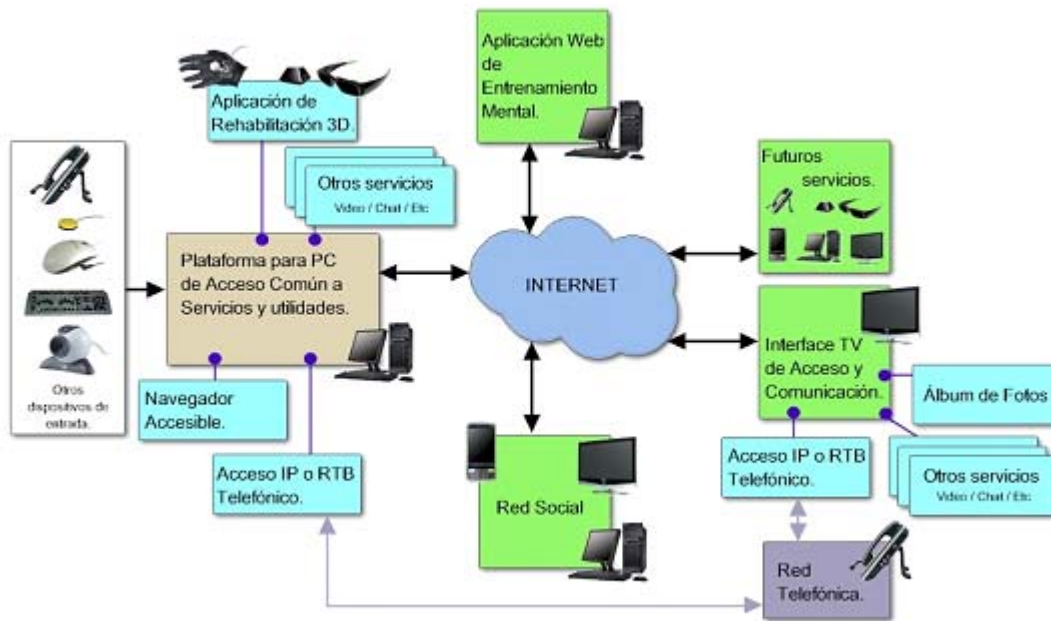 Aplicación Web
de
Entrenamiento
Mental.
Aplicación de
Rehabilitación 3D.
Otros servicios
Video / Chat / Etc
Futuros
servicios.
Plataforma para PC
de Acceso Común a
Servicios y utilidades.
INTERNET
Interface TV
de Acceso y
Comunicación.
Álbum de Fotos
Otros
dispositivos de
entrada.
Navegador
Accesible.
Acceso IP o RTB
Telefónico.
Red Social
Acceso IP o RTB
Telefónico.
Otros servicios
Video / Chat / Etc
Red
Telefónica.